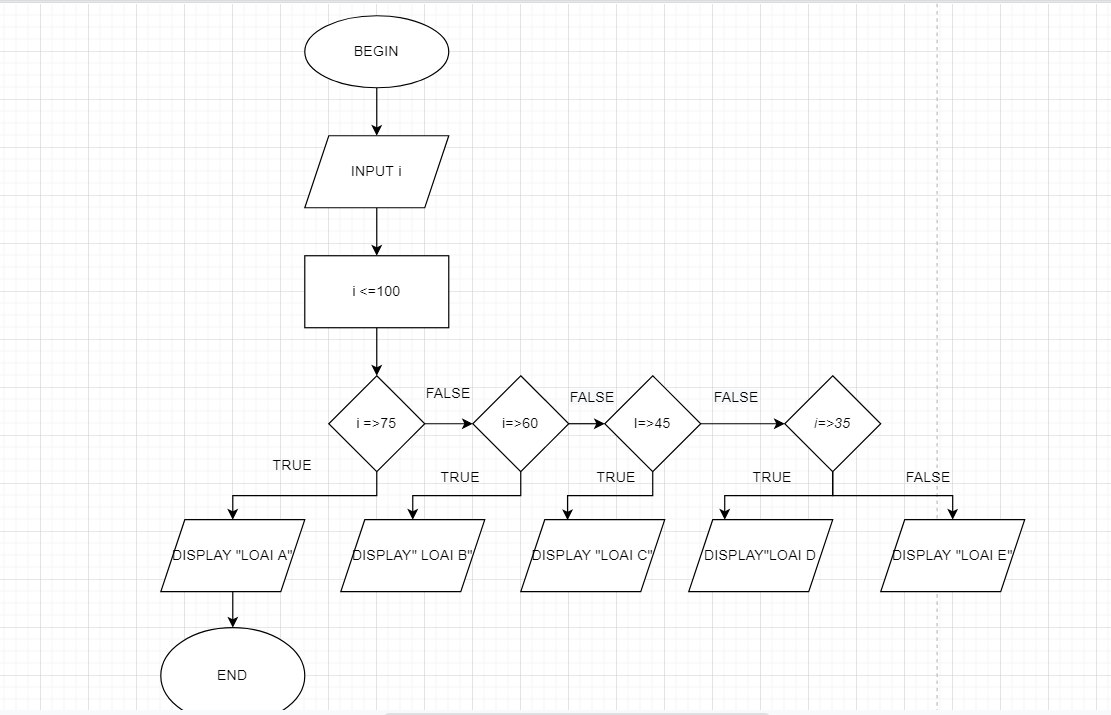 BEGIN
INPUT i
i <=100
FALSE
FALSE
FALSE
i =>75
i=>60
I=>45
i=>35
TRUE
TRUE
TRUE
TRUE
FALSE
DISPLAY "LOAI A"
DISPLAY" LOAI B"
DISPLAY "LOAI C"
DISPLAY"LOAI D
DISPLAY "LOAI E"
END